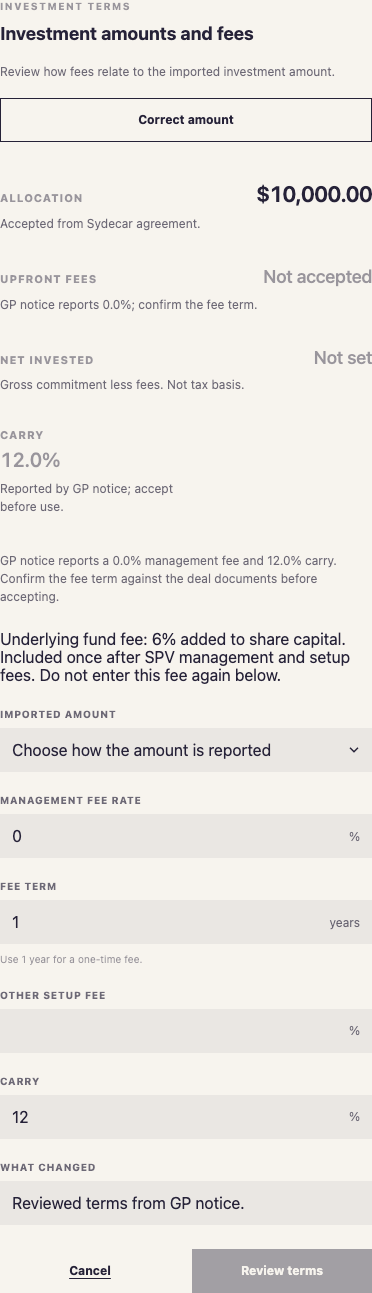 INVESTMENT TERMS
Investment amounts and fees
Review how fees relate to the imported investment amount.
Correct amount
ALLOCATION
$10,000.00
Accepted from Sydecar agreement.
UPFRONT FEES
Not accepted
GP notice reports 0.0%; confirm the fee term.
NET INVESTED
Not set
Gross commitment less fees. Not tax basis.
CARRY
12.0%
Reported by GP notice; accept
before use.
GP notice reports a 0.0% management fee and 12.0% carry.
Confirm the fee term against the deal documents before
accepting.
Underlying fund fee: 6% added to share capital.
Included once after SPV management and setup
fees. Do not enter this fee again below.
IMPORTED AMOUNT
Choose how the amount is reported
MANAGEMENT FEE RATE
0 %
FEE TERM
1 years
Use 1 year for a one-time fee.
OTHER SETUP FEE
%
CARRY
12 %
WHAT CHANGED
Reviewed terms from GP notice.
Cancel Review terms